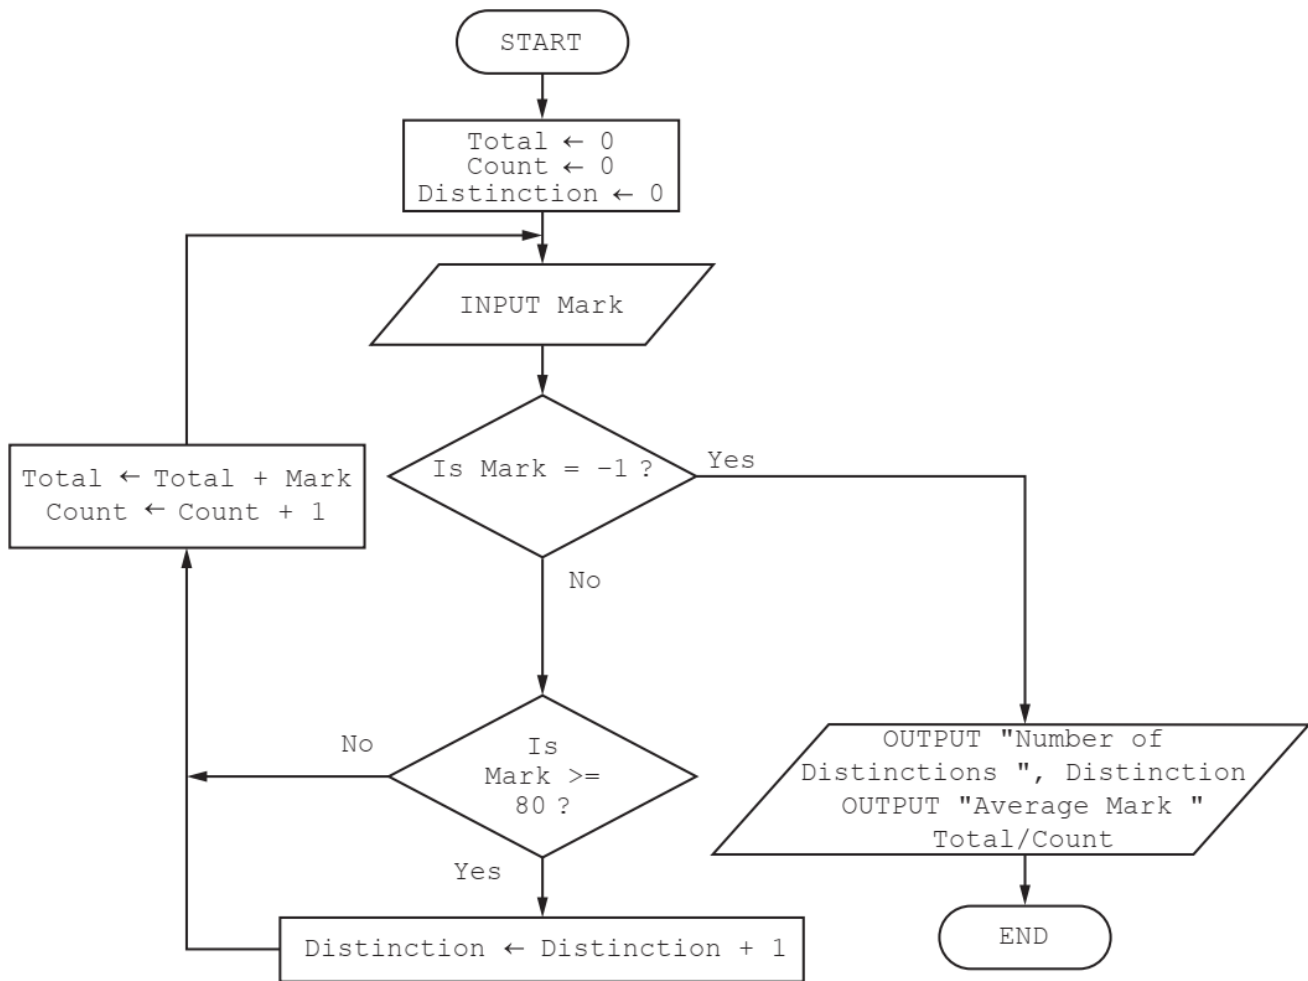 START
Total ← 0
Count ← 0
Distinction ← 0
INPUT Mark
Is Mark = –1 ?
Yes
Total ← Total + Mark
Count ← Count + 1
No
No
Is
Mark >=
80 ?
Yes
OUTPUT "Number of
Distinctions ", Distinction
OUTPUT "Average Mark "
Total/Count
Distinction ← Distinction + 1
END